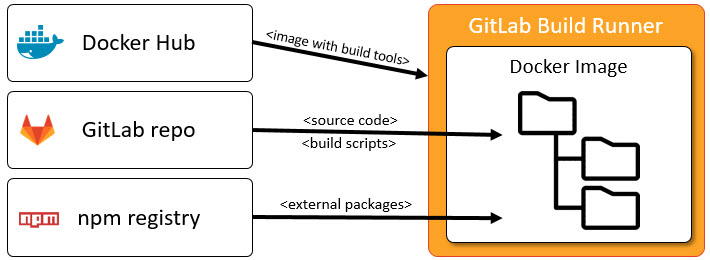 Docker Hub
<image with build tools>
GitLab repo
<source code>
<build scripts>
npm
npm registry
<external packages>
GitLab Build Runner
Docker Image